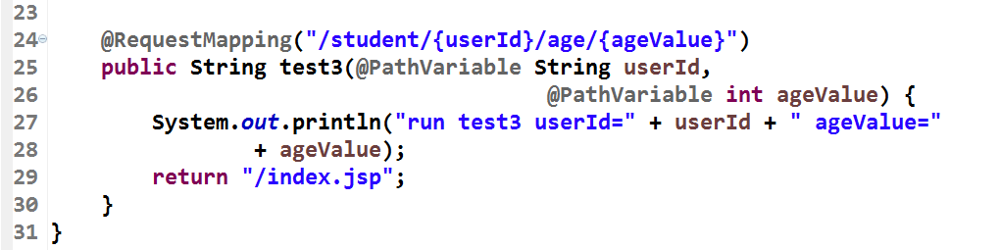 23
24 @RequestMapping("/student/{userId}/age/{ageValue}")
25 public String test3(@PathVariable String userId,
26 @PathVariable int ageValue) {
27 System.out.println("run test3 userId=" + userId + " ageValue="
28 + ageValue);
29 return "/index.jsp";
30 }
31 }